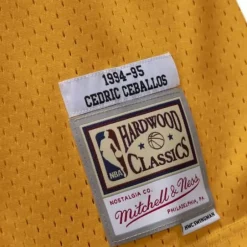 1994-95
CEDRIC CEBALLOS
HARDWOOD
NBA
CLASSICS
NOSTALGIA CO.
Mitchell & Ness
PHILADELPHIA, PA.